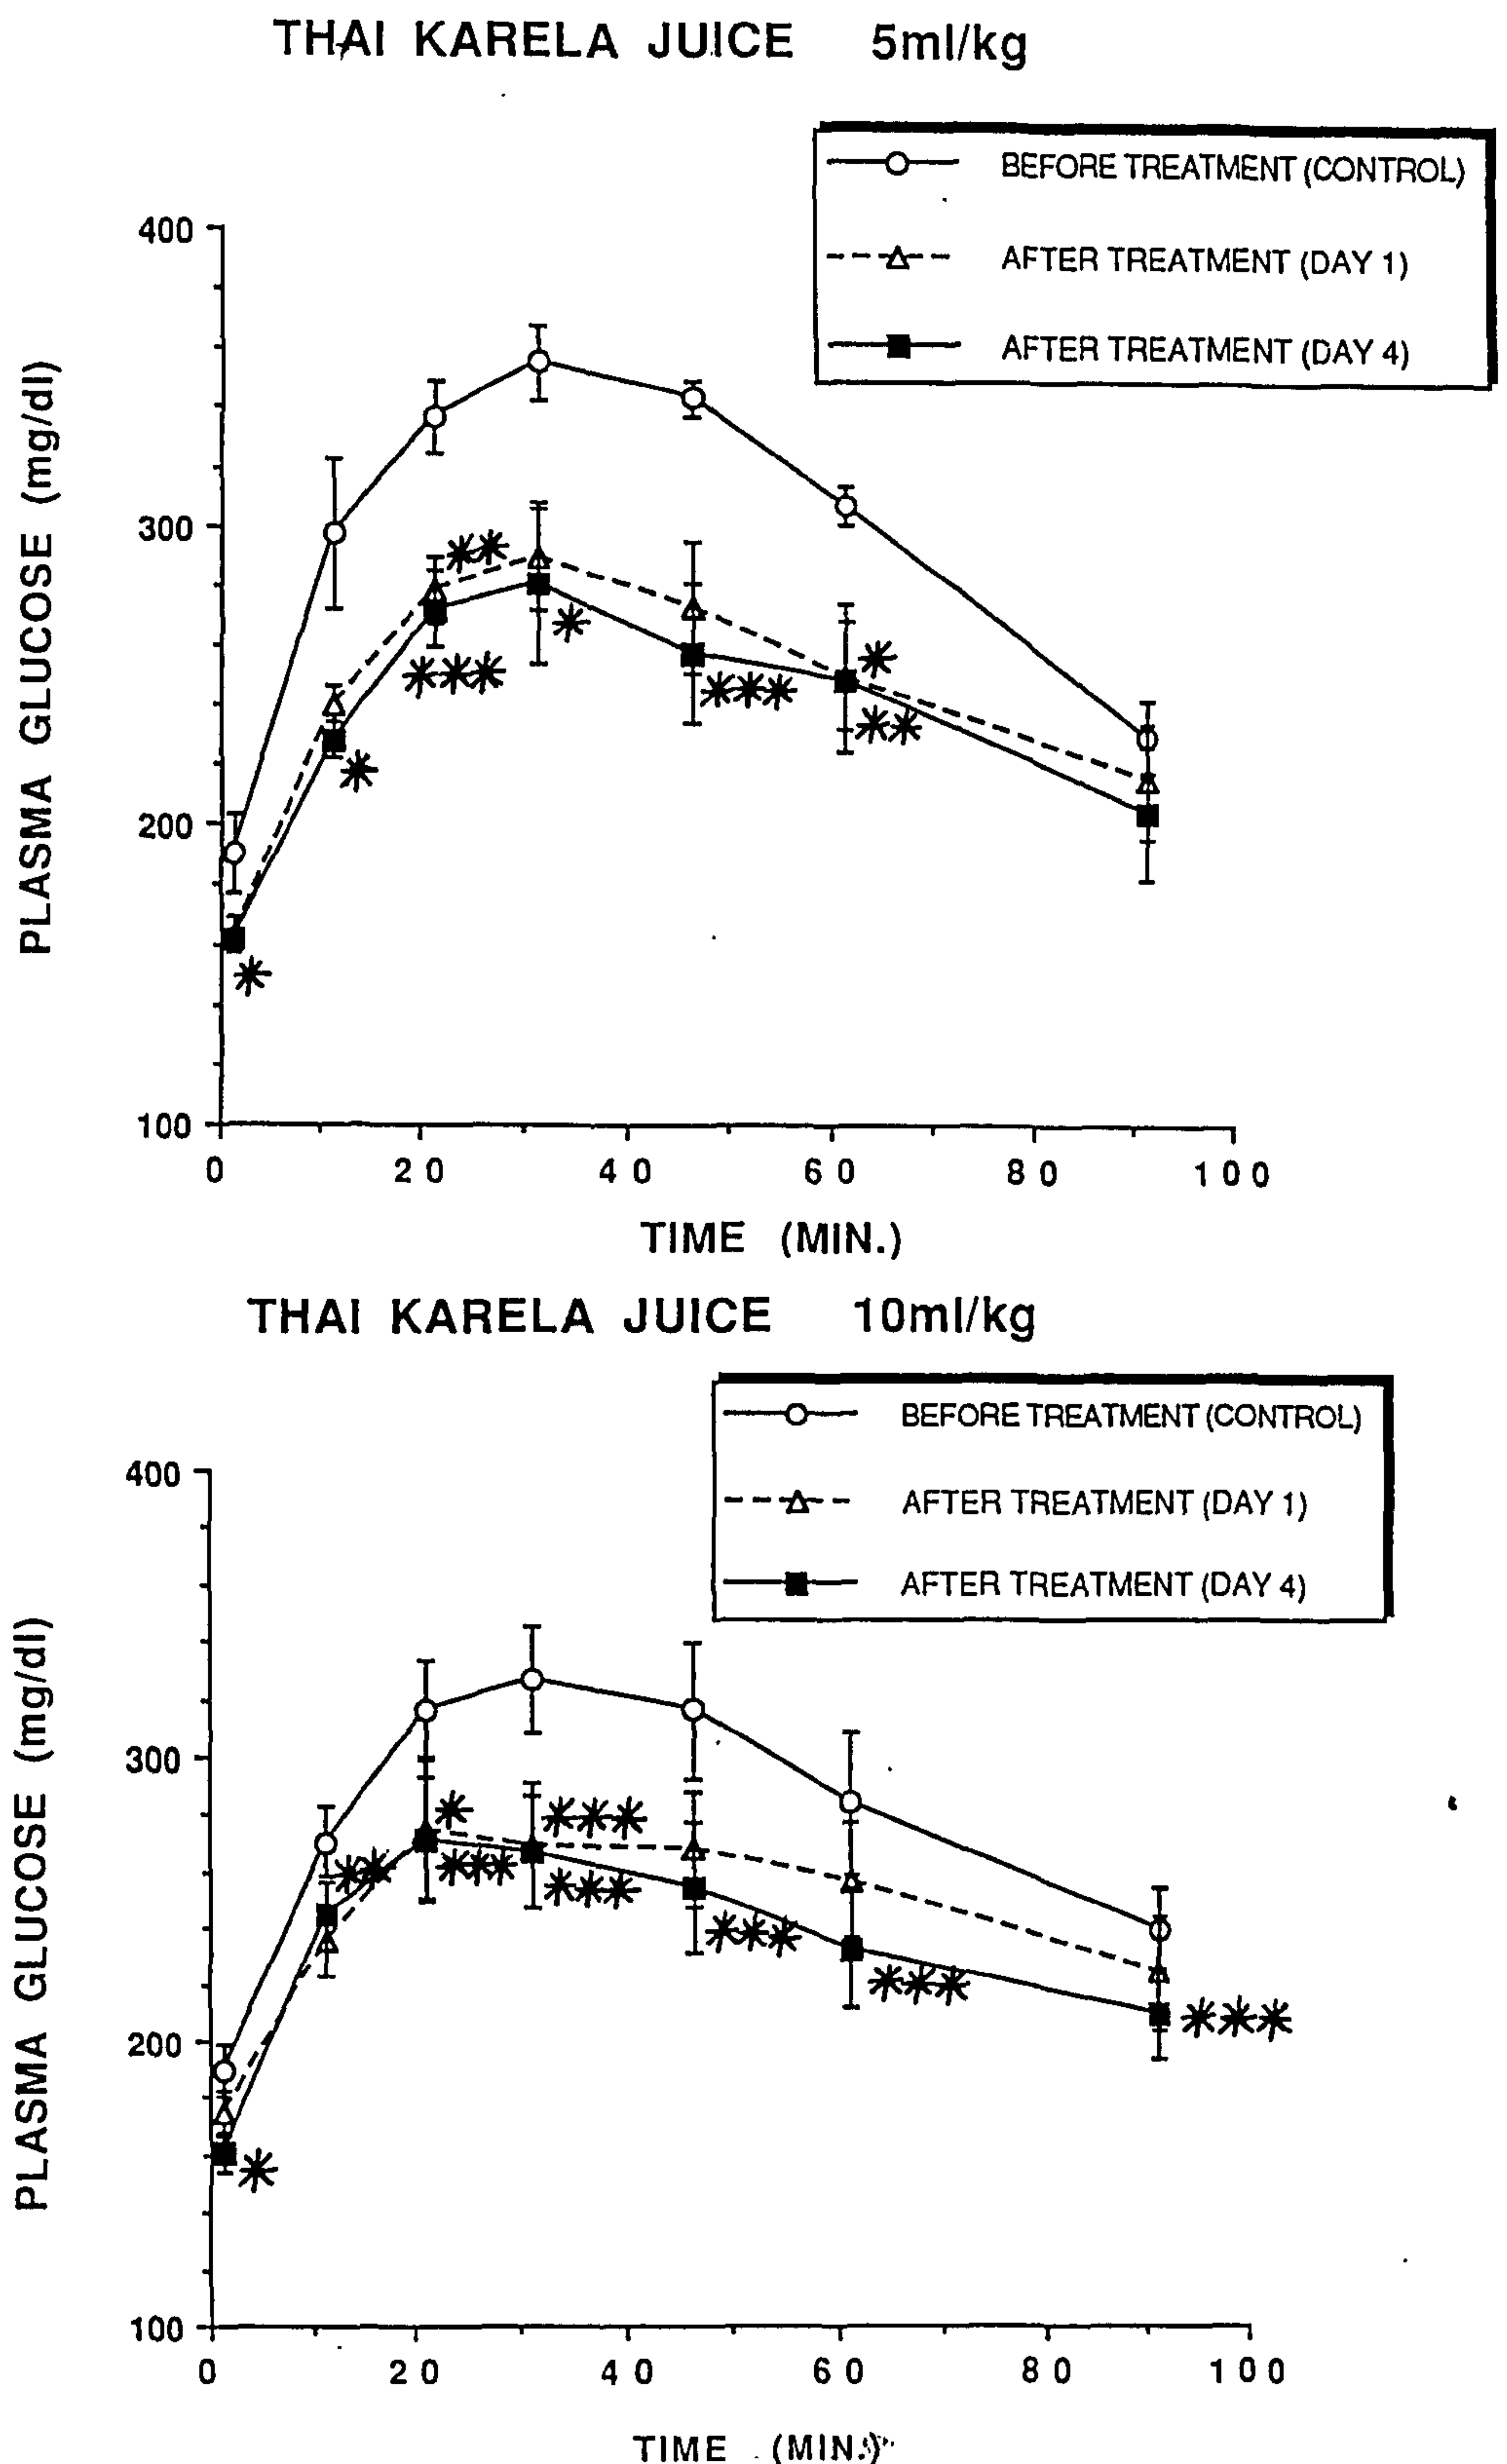 THAI KARELA JUICE 5ml/kg
BEFORE TREATMENT (CONTROL)
AFTER TREATMENT (DAY 1)
AFTER TREATMENT (DAY 4)
PLASMA GLUCOSE (mg/dl)
400
300
200
100
0 20 40 60 80 100
**
*
***
*
***
*
**
*
TIME (MIN.)
THAI KARELA JUICE 10ml/kg
BEFORE TREATMENT (CONTROL)
AFTER TREATMENT (DAY 1)
AFTER TREATMENT (DAY 4)
PLASMA GLUCOSE (mg/dl)
400
300
200
100
0 20 40 60 80 100
*
***
**
***
***
***
***
***
*
TIME (MIN.)